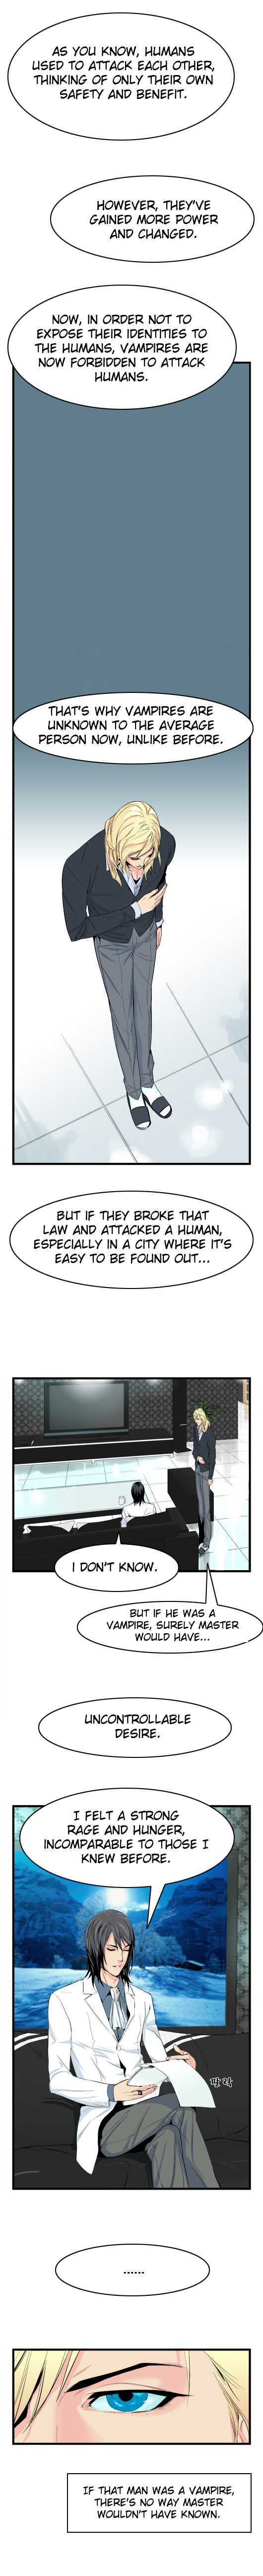 AS YOU KNOW, HUMANS
USED TO ATTACK EACH OTHER,
THINKING OF ONLY THEIR OWN
SAFETY AND BENEFIT.
HOWEVER, THEY'VE
GAINED MORE POWER
AND CHANGED.
NOW, IN ORDER NOT TO
EXPOSE THEIR IDENTITIES TO
THE HUMANS, VAMPIRES ARE
NOW FORBIDDEN TO ATTACK
HUMANS.
THAT'S WHY VAMPIRES ARE
UNKNOWN TO THE AVERAGE
PERSON NOW, UNLIKE BEFORE.
BUT IF THEY BROKE THAT
LAW AND ATTACKED A HUMAN,
ESPECIALLY IN A CITY WHERE IT'S
EASY TO BE FOUND OUT...
I DON'T KNOW.
BUT IF HE WAS A
VAMPIRE, SURELY MASTER
WOULD HAVE...
UNCONTROLLABLE
DESIRE.
I FELT A STRONG
RAGE AND HUNGER,
INCOMPARABLE TO THOSE I
KNEW BEFORE.
팔락
......
IF THAT MAN WAS A VAMPIRE,
THERE'S NO WAY MASTER
WOULDN'T HAVE KNOWN.